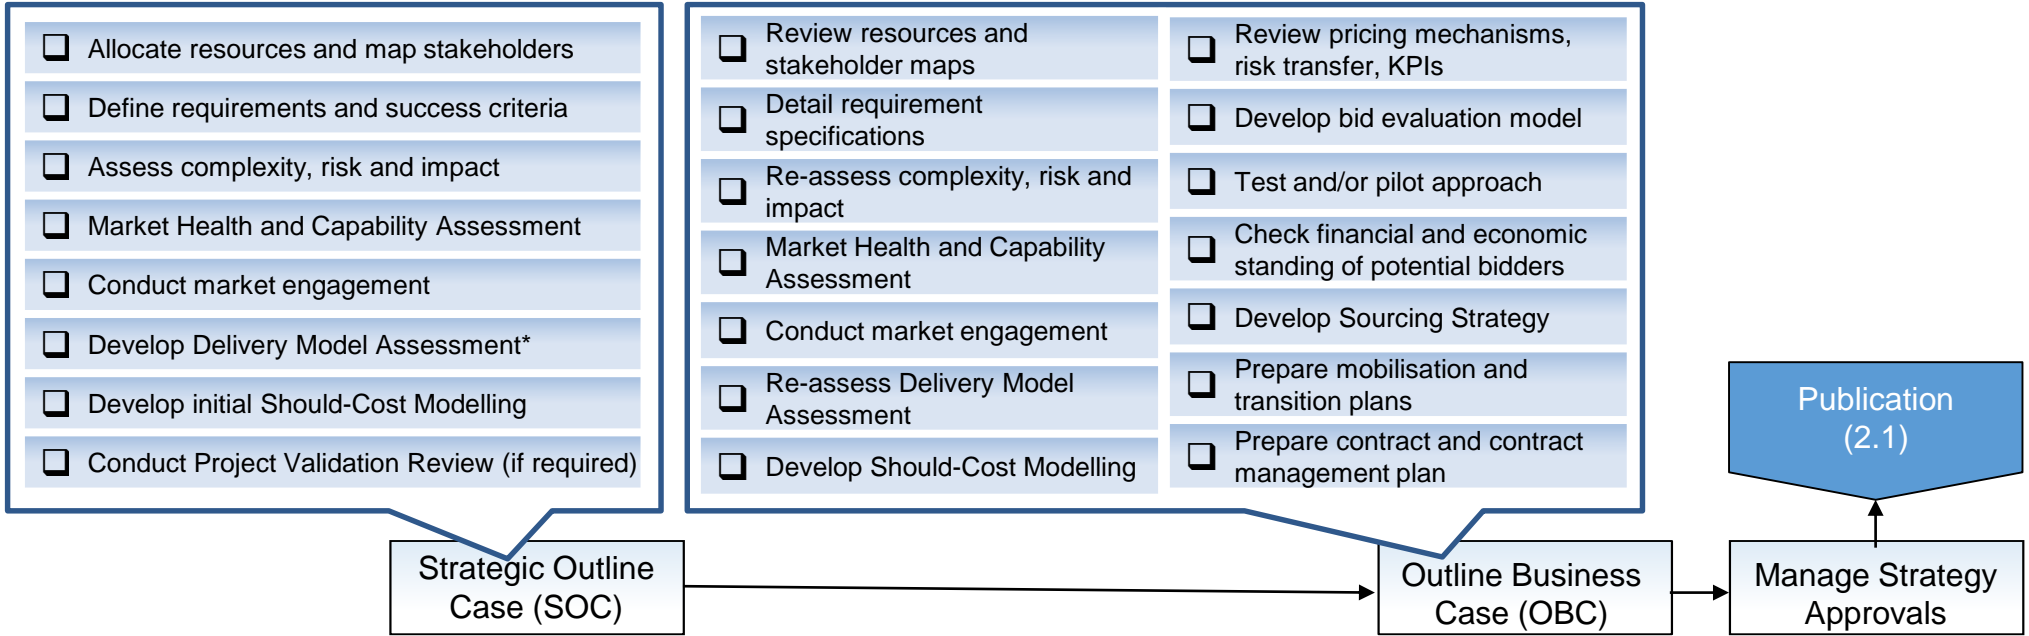 Allocate resources and map stakeholders
Define requirements and success criteria
Assess complexity, risk and impact
Market Health and Capability Assessment
Conduct market engagement
Develop Delivery Model Assessment*
Develop initial Should-Cost Modelling
Conduct Project Validation Review (if required)
Review resources and
stakeholder maps
Detail requirement
specifications
Re-assess complexity, risk and
impact
Market Health and Capability
Assessment
Conduct market engagement
Re-assess Delivery Model
Assessment
Develop Should-Cost Modelling
Review pricing mechanisms,
risk transfer, KPIs
Develop bid evaluation model
Test and/or pilot approach
Check financial and economic
standing of potential bidders
Develop Sourcing Strategy
Prepare mobilisation and
transition plans
Prepare contract and contract
management plan
Publication
(2.1)
Strategic Outline
Case (SOC)
Outline Business
Case (OBC)
Manage Strategy
Approvals